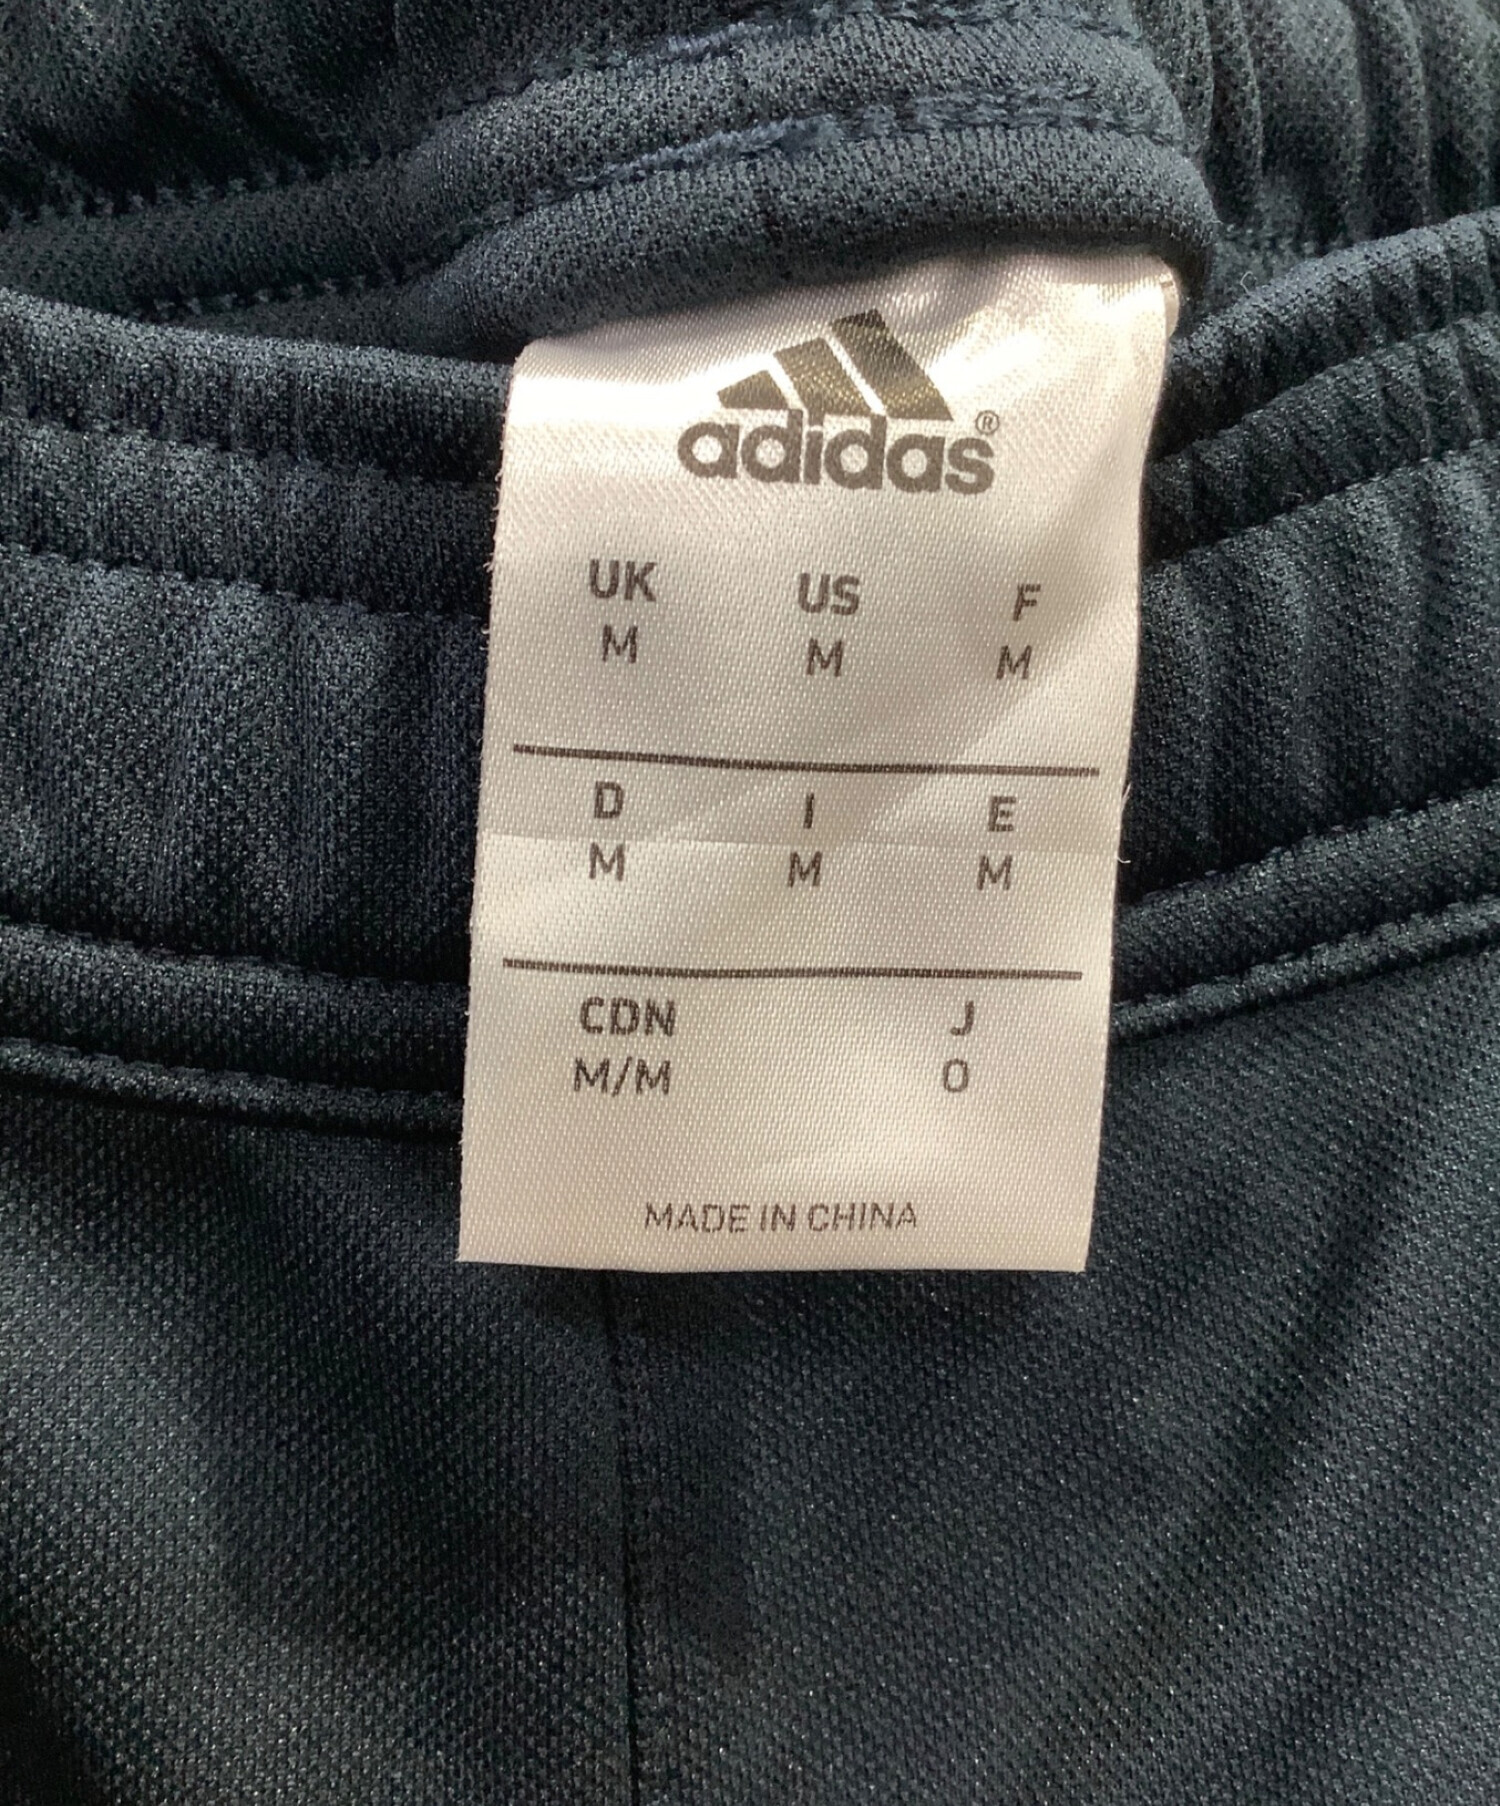 adidas®
UK US F
M M M
D I E
M M M
CDN J
M/M O
MADE IN CHINA